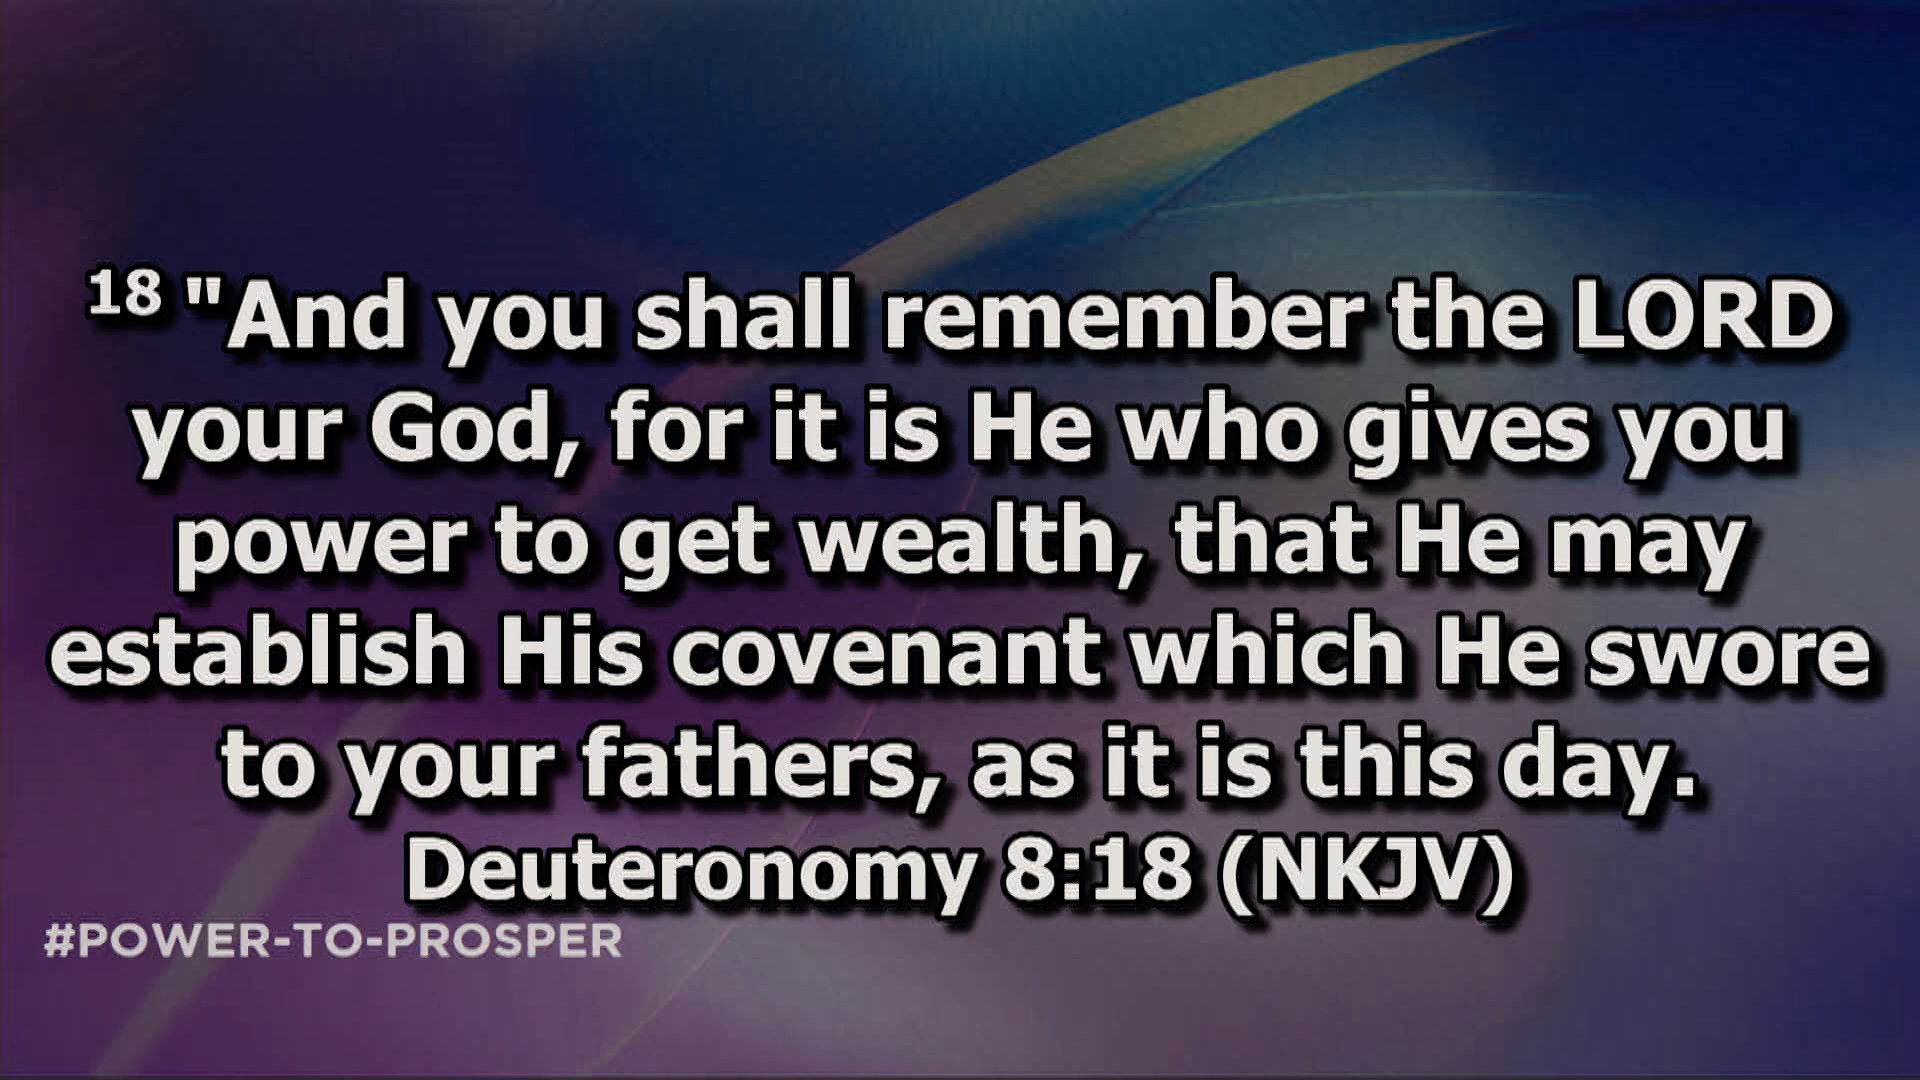 18 "And you shall remember the LORD
your God, for it is He who gives you
power to get wealth, that He may
establish His covenant which He swore
to your fathers, as it is this day.
Deuteronomy 8:18 (NKJV)
#POWER-TO-PROSPER